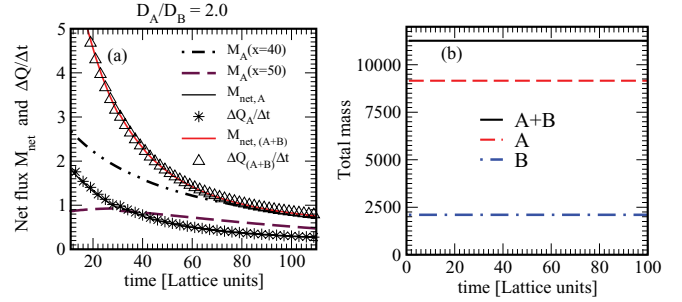 D_A/D_B = 2.0
(a)
M_A(x=40)
M_A(x=50)
M_net, A
ΔQ_A/Δt
M_net, (A+B)
ΔQ_(A+B)/Δt
Net flux M_net and ΔQ/Δt
5
4
3
2
1
0
20 40 60 80 100
time [Lattice units]
(b)
A+B
A
B
Total mass
10000
7500
5000
2500
0
0 20 40 60 80 100
time [Lattice units]